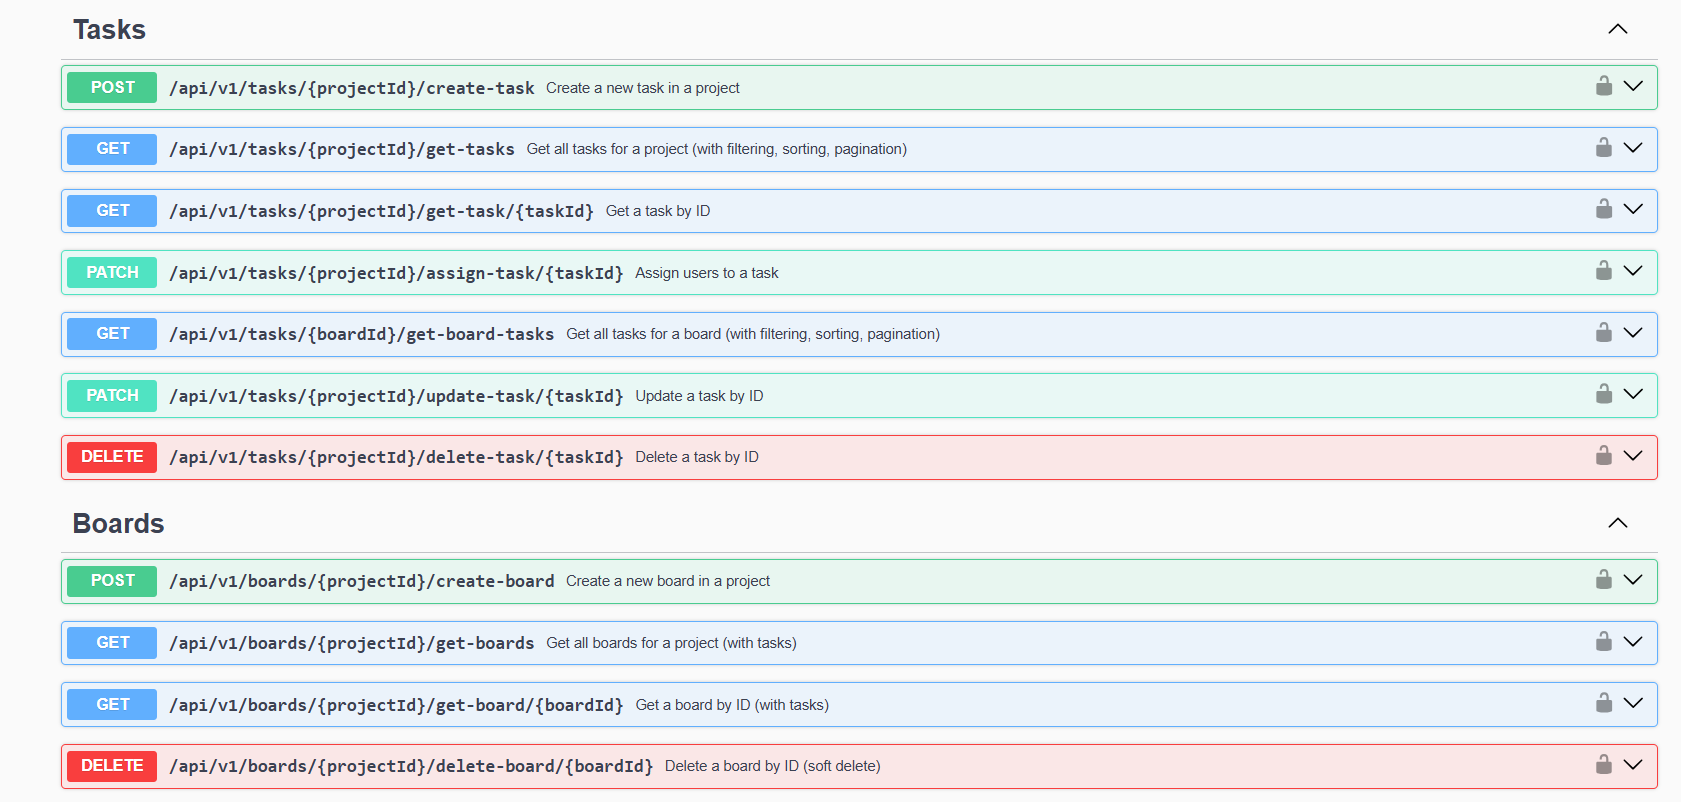 Tasks
POST /api/v1/tasks/{projectId}/create-task Create a new task in a project
GET /api/v1/tasks/{projectId}/get-tasks Get all tasks for a project (with filtering, sorting, pagination)
GET /api/v1/tasks/{projectId}/get-task/{taskId} Get a task by ID
PATCH /api/v1/tasks/{projectId}/assign-task/{taskId} Assign users to a task
GET /api/v1/tasks/{boardId}/get-board-tasks Get all tasks for a board (with filtering, sorting, pagination)
PATCH /api/v1/tasks/{projectId}/update-task/{taskId} Update a task by ID
DELETE /api/v1/tasks/{projectId}/delete-task/{taskId} Delete a task by ID
Boards
POST /api/v1/boards/{projectId}/create-board Create a new board in a project
GET /api/v1/boards/{projectId}/get-boards Get all boards for a project (with tasks)
GET /api/v1/boards/{projectId}/get-board/{boardId} Get a board by ID (with tasks)
DELETE /api/v1/boards/{projectId}/delete-board/{boardId} Delete a board by ID (soft delete)